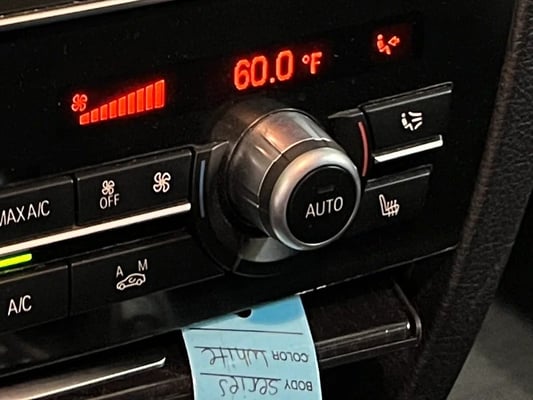 60.0 °F
MAX A/C
OFF
AUTO
A M
A/C
BODY series
COLOR white